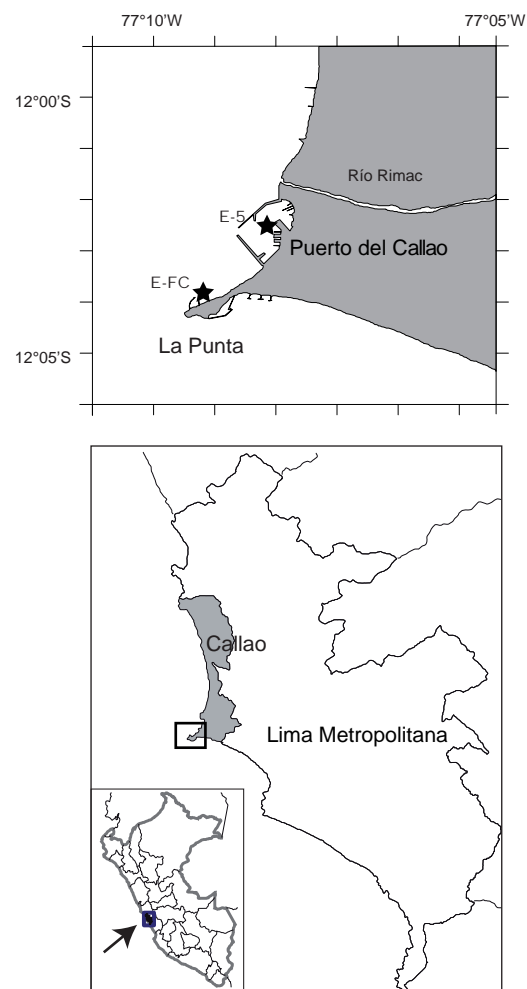 77°10'W 77°05'W
12°00'S
Río Rimac
E-5
Puerto del Callao
E-FC
La Punta
12°05'S
Callao
Lima Metropolitana